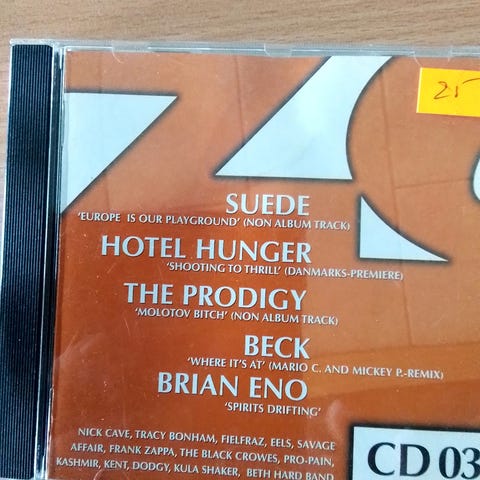 ZO
25
SUEDE
'EUROPE IS OUR PLAYGROUND' (NON ALBUM TRACK)
HOTEL HUNGER
'SHOOTING TO THRILL' (DANMARKS-PREMIERE)
THE PRODIGY
'MOLOTOV BITCH' (NON ALBUM TRACK)
BECK
'WHERE IT'S AT' (MARIO C. AND MICKEY P.-REMIX)
BRIAN ENO
'SPIRITS DRIFTING'
NICK CAVE, TRACY BONHAM, FIELFRAZ, EELS, SAVAGE
AFFAIR, FRANK ZAPPA, THE BLACK CROWES, PRO-PAIN,
KASHMIR, KENT, DODGY, KULA SHAKER, BETH HARD BAND
CD 03